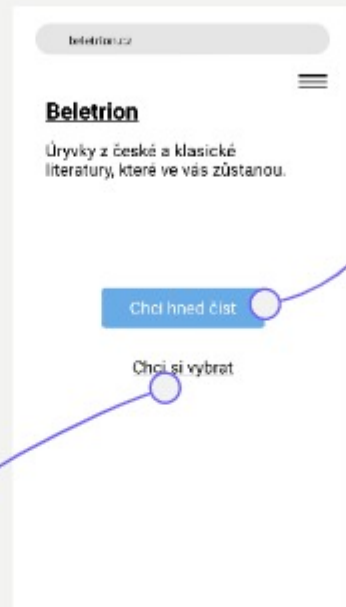 beletrion.cz
Beletrion
Úryvky z české a klasické
literatury, které ve vás zůstanou.
Chci hned číst
Chci si vybrat